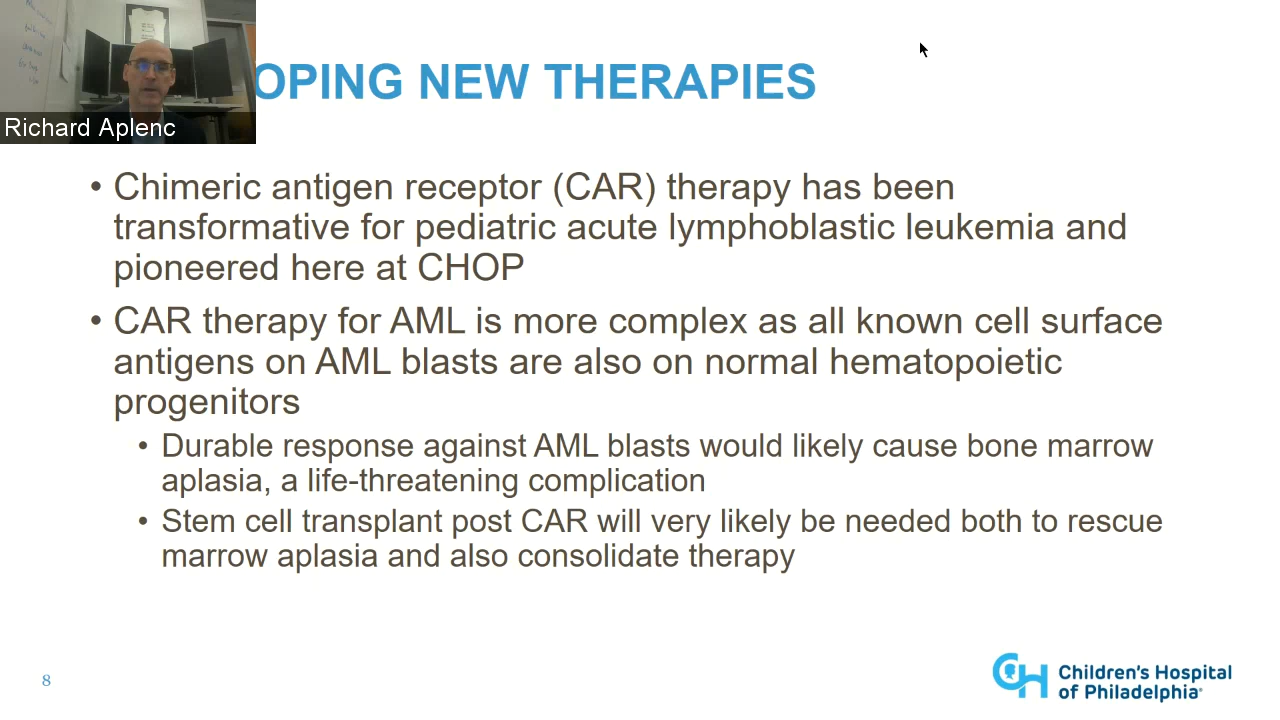 OPING NEW THERAPIES
Richard Aplenc
• Chimeric antigen receptor (CAR) therapy has been
transformative for pediatric acute lymphoblastic leukemia and
pioneered here at CHOP
• CAR therapy for AML is more complex as all known cell surface
antigens on AML blasts are also on normal hematopoietic
progenitors
• Durable response against AML blasts would likely cause bone marrow
aplasia, a life-threatening complication
• Stem cell transplant post CAR will very likely be needed both to rescue
marrow aplasia and also consolidate therapy
8
CH Children's Hospital
of Philadelphia